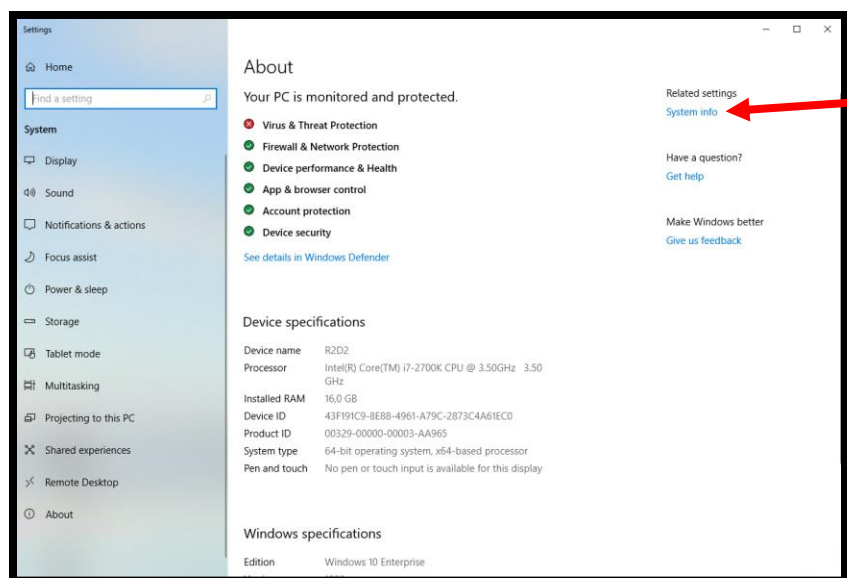 Settings
Home
Find a setting
System
Display
Sound
Notifications & actions
Focus assist
Power & sleep
Storage
Tablet mode
Multitasking
Projecting to this PC
Shared experiences
Remote Desktop
About
About
Your PC is monitored and protected.
Virus & Threat Protection
Firewall & Network Protection
Device performance & Health
App & browser control
Account protection
Device security
See details in Windows Defender
Device specifications
Device name R2D2
Processor Intel(R) Core(TM) i7-2700K CPU @ 3.50GHz 3.50
GHz
Installed RAM 16,0 GB
Device ID 43F191C9-8E88-4961-A79C-2873C4A61EC0
Product ID 00329-00000-00003-AA965
System type 64-bit operating system, x64-based processor
Pen and touch No pen or touch input is available for this display
Windows specifications
Edition Windows 10 Enterprise
Related settings
System info
Have a question?
Get help
Make Windows better
Give us feedback